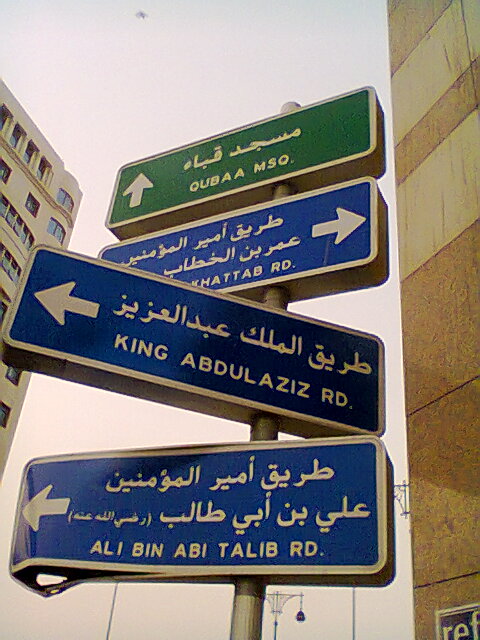 مسجد قباء
QUBAA MSQ.
طريق أمير المؤمنين
عمر بن الخطاب
KHATTAB RD.
طريق الملك عبدالعزيز
KING ABDULAZIZ RD.
طريق أمير المؤمنين
علي بن أبي طالب (رضي الله عنه)
ALI BIN ABI TALIB RD.
ref